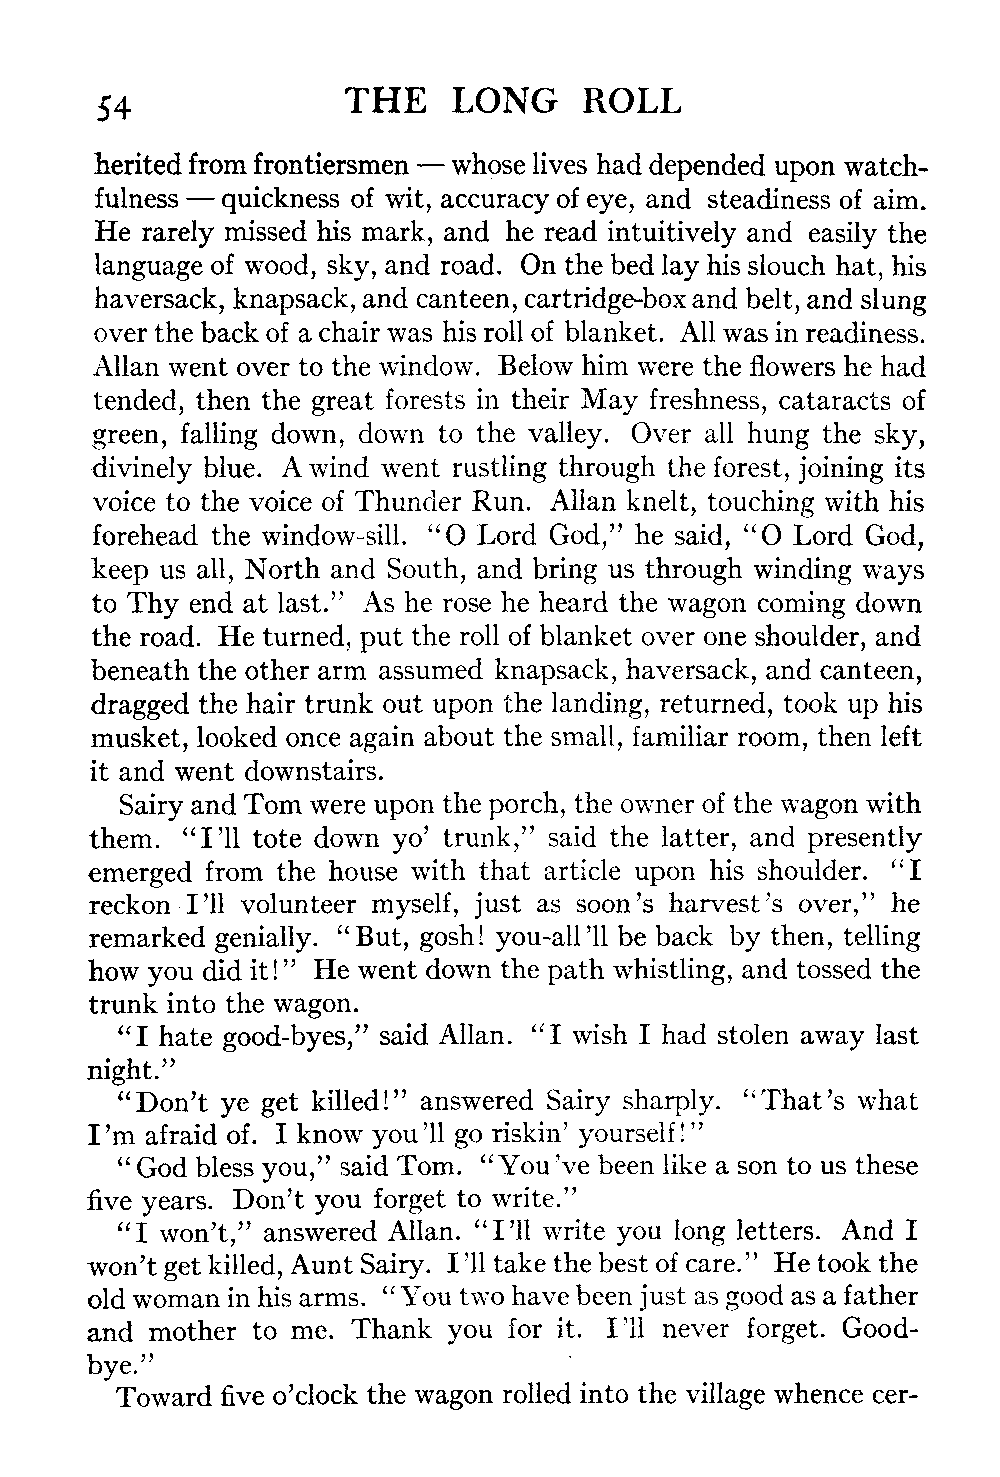 54 THE LONG ROLL
herited from frontiersmen — whose lives had depended upon watch-
fulness — quickness of wit, accuracy of eye, and steadiness of aim.
He rarely missed his mark, and he read intuitively and easily the
language of wood, sky, and road. On the bed lay his slouch hat, his
haversack, knapsack, and canteen, cartridge-box and belt, and slung
over the back of a chair was his roll of blanket. All was in readiness.
Allan went over to the window. Below him were the flowers he had
tended, then the great forests in their May freshness, cataracts of
green, falling down, down to the valley. Over all hung the sky,
divinely blue. A wind went rustling through the forest, joining its
voice to the voice of Thunder Run. Allan knelt, touching with his
forehead the window-sill. "O Lord God," he said, "O Lord God,
keep us all, North and South, and bring us through winding ways
to Thy end at last." As he rose he heard the wagon coming down
the road. He turned, put the roll of blanket over one shoulder, and
beneath the other arm assumed knapsack, haversack, and canteen,
dragged the hair trunk out upon the landing, returned, took up his
musket, looked once again about the small, familiar room, then left
it and went downstairs.
Sairy and Tom were upon the porch, the owner of the wagon with
them. "I'll tote down yo' trunk," said the latter, and presently
emerged from the house with that article upon his shoulder. "I
reckon I'll volunteer myself, just as soon's harvest's over," he
remarked genially. "But, gosh! you-all'll be back by then, telling
how you did it!" He went down the path whistling, and tossed the
trunk into the wagon.
"I hate good-byes," said Allan. "I wish I had stolen away last
night."
"Don't ye get killed!" answered Sairy sharply. "That's what
I'm afraid of. I know you'll go riskin' yourself!"
"God bless you," said Tom. "You've been like a son to us these
five years. Don't you forget to write."
"I won't," answered Allan. "I'll write you long letters. And I
won't get killed, Aunt Sairy. I'll take the best of care." He took the
old woman in his arms. "You two have been just as good as a father
and mother to me. Thank you for it. I'll never forget. Good-
bye."
Toward five o'clock the wagon rolled into the village whence cer-